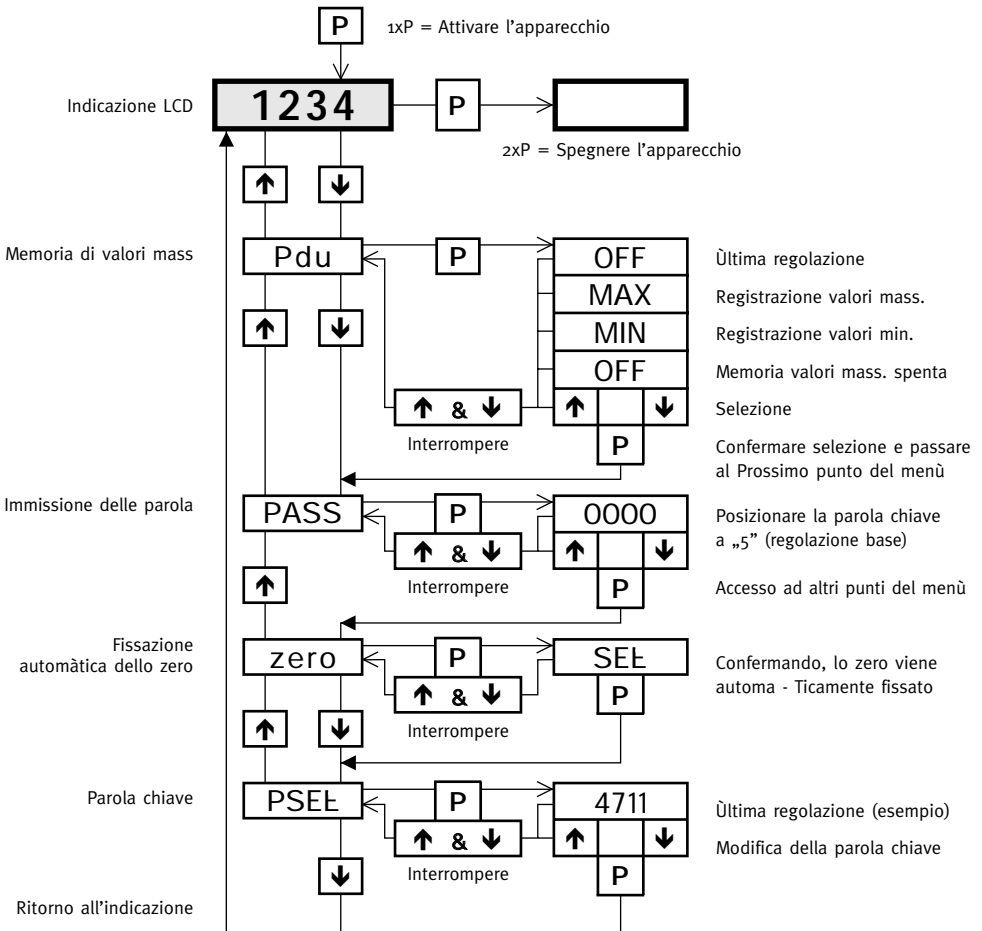 P
1xP = Attivare l'apparecchio
Indicazione LCD
1234
P
2xP = Spegnere l'apparecchio
↑ ↓
Memoria di valori mass
Pdu
P
OFF
Ùltima regolazione
MAX
Registrazione valori mass.
↑ ↓
MIN
Registrazione valori min.
OFF
Memoria valori mass. spenta
↑ & ↓
↑ ↓
Selezione
Interrompere
P
Confermare selezione e passare
al Prossimo punto del menù
Immissione delle parola
PASS
P
0000
Posizionare la parola chiave
a „5” (regolazione base)
↑ & ↓
↑ ↓
Interrompere
↑
P
Accesso ad altri punti del menù
Fissazione
automàtica dello zero
zero
P
SEt
Confermando, lo zero viene
automa - Ticamente fissato
↑ & ↓
P
Interrompere
↑ ↓
Parola chiave
PSEt
P
4711
Ùltima regolazione (esempio)
↑ & ↓
↑ ↓
Modifica della parola chiave
Interrompere
↓
P
Ritorno all'indicazione